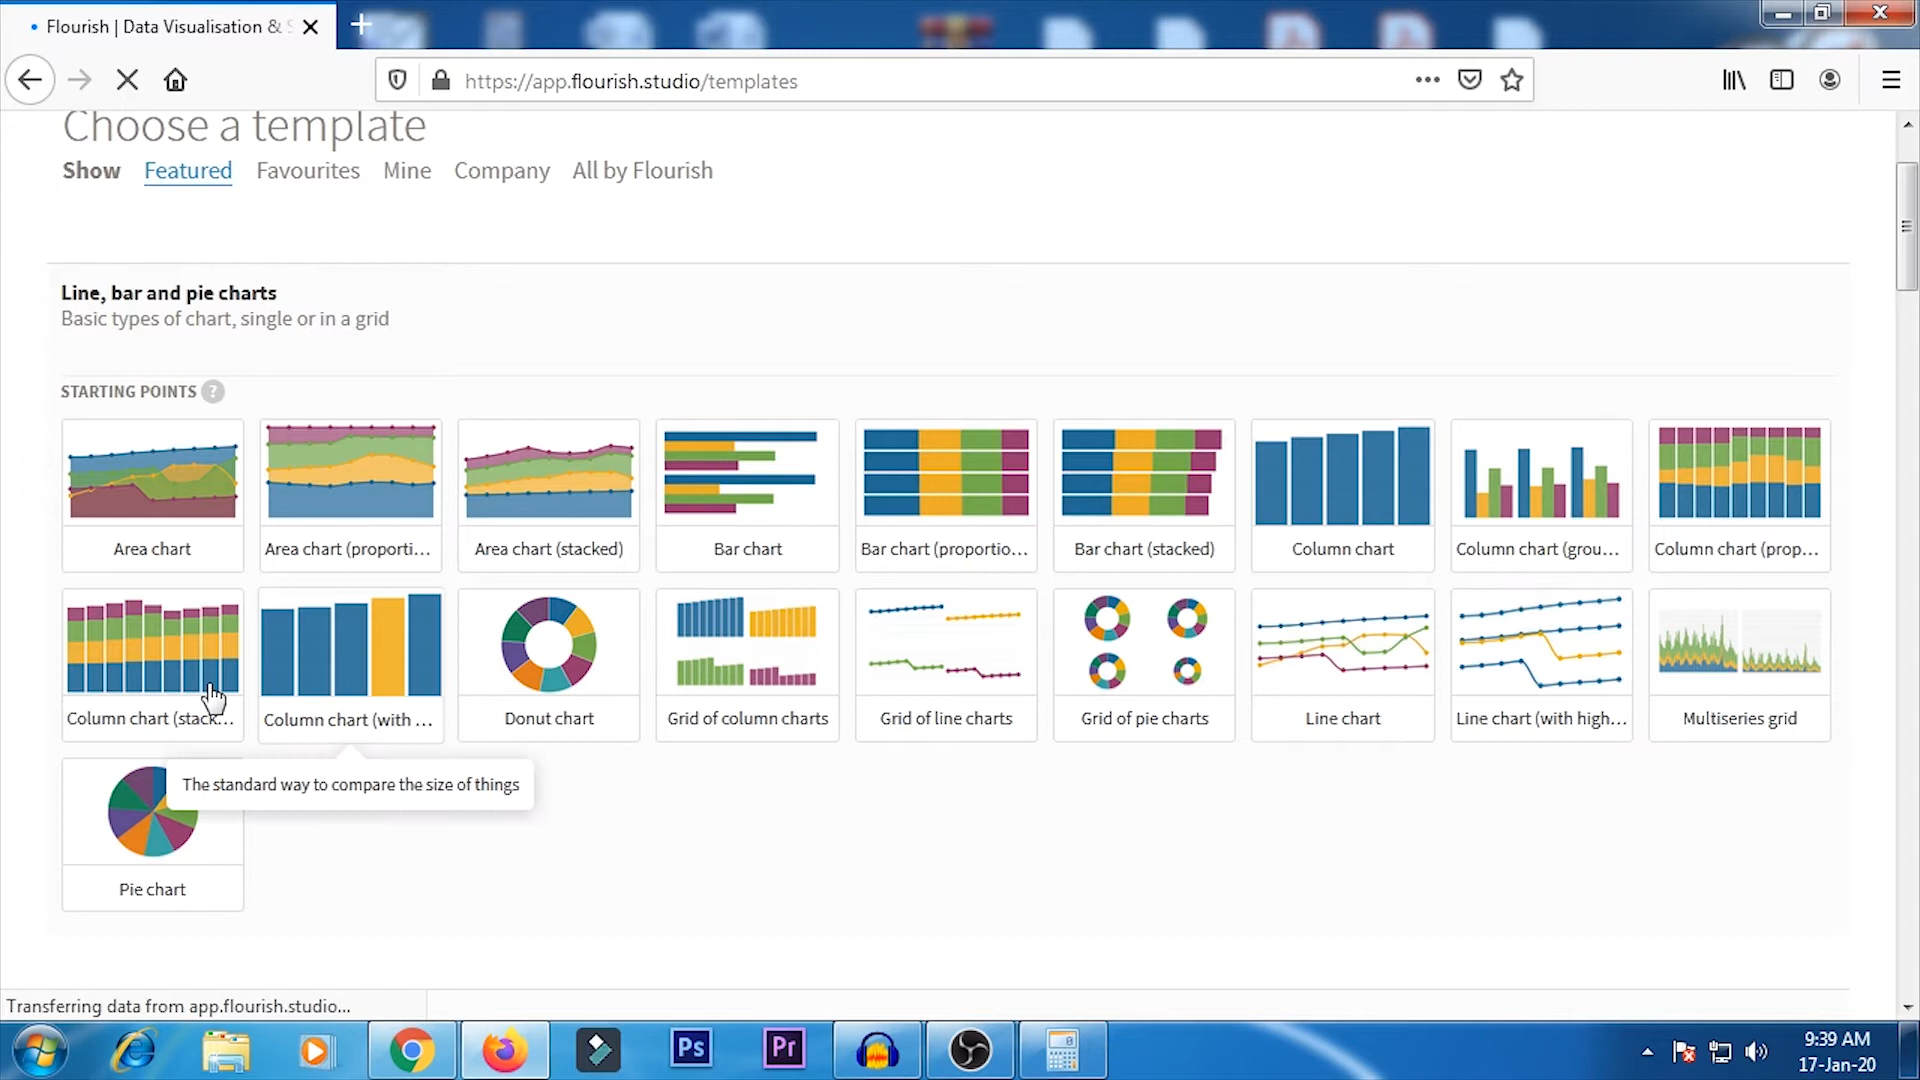 Flourish | Data Visualisation & S
https://app.flourish.studio/templates
Choose a template
Show Featured Favourites Mine Company All by Flourish
Line, bar and pie charts
Basic types of chart, single or in a grid
STARTING POINTS ?
Area chart
Area chart (proporti...
Area chart (stacked)
Bar chart
Bar chart (proportio...
Bar chart (stacked)
Column chart
Column chart (grou...
Column chart (prop...
Column chart (stack...
Column chart (with ...
Donut chart
Grid of column charts
Grid of line charts
Grid of pie charts
Line chart
Line chart (with high...
Multiseries grid
The standard way to compare the size of things
Pie chart
Transferring data from app.flourish.studio...
Ps
Pr
9:39 AM
17-Jan-20